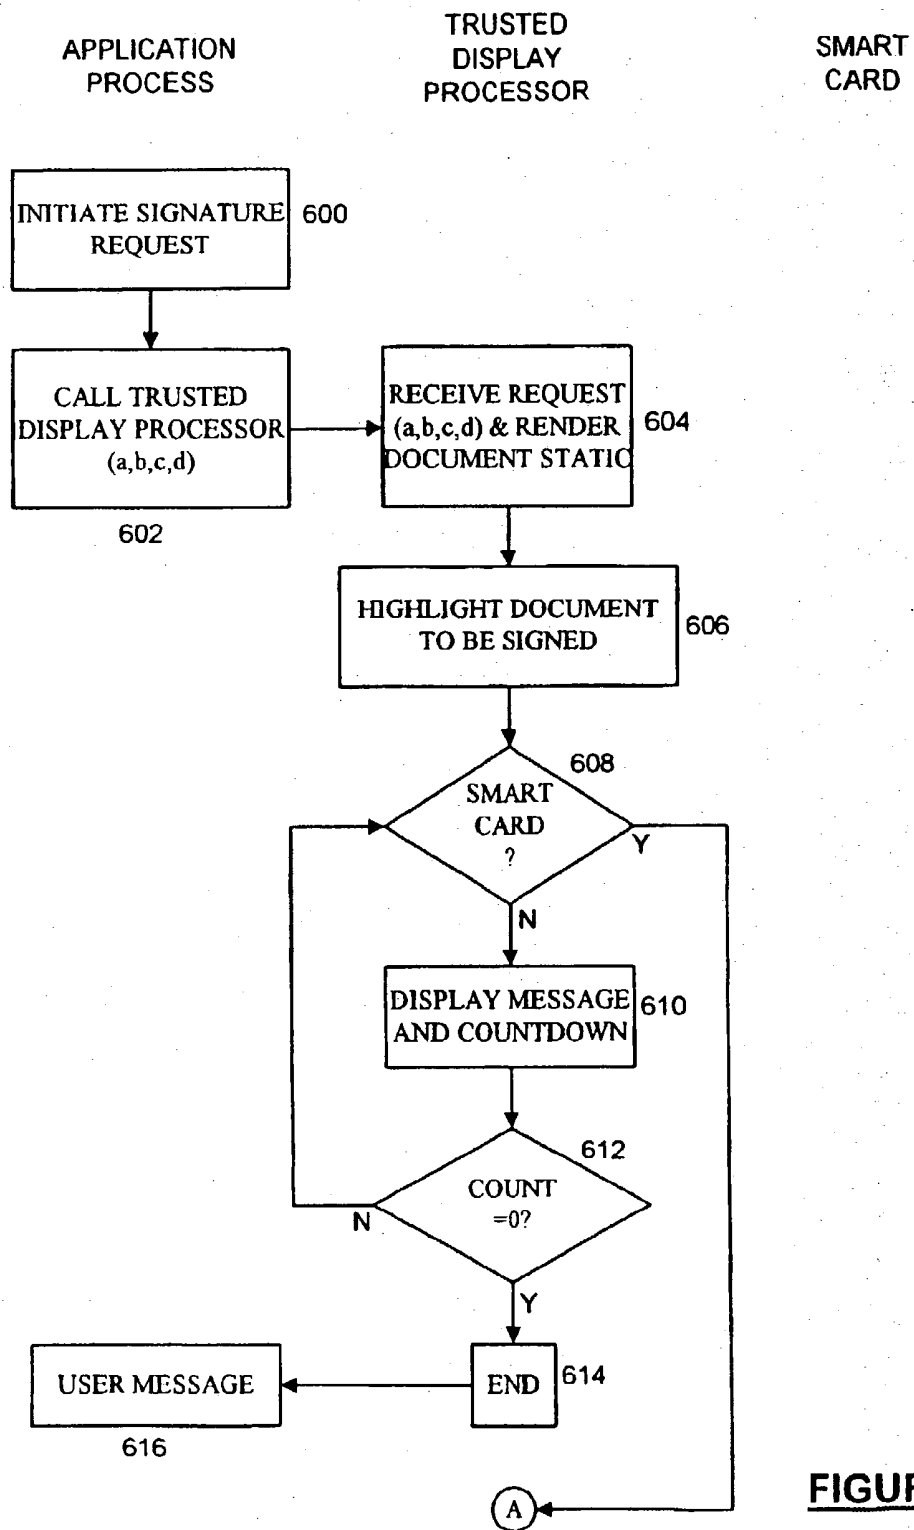 APPLICATION
PROCESS
TRUSTED
DISPLAY
PROCESSOR
SMART
CARD
INITIATE SIGNATURE
REQUEST
600
CALL TRUSTED
DISPLAY PROCESSOR
(a,b,c,d)
602
RECEIVE REQUEST
(a,b,c,d) & RENDER
DOCUMENT STATIC
604
HIGHLIGHT DOCUMENT
TO BE SIGNED
606
608
SMART
CARD
?
Y
N
DISPLAY MESSAGE
AND COUNTDOWN
610
612
COUNT
=0?
N
Y
END
614
USER MESSAGE
616
A